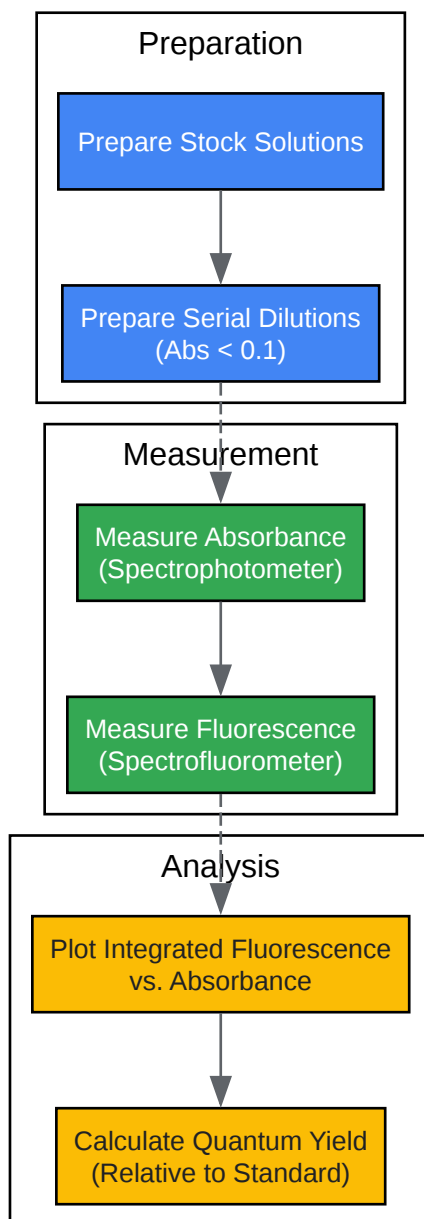 Preparation
Prepare Stock Solutions
Prepare Serial Dilutions
(Abs < 0.1)
Measurement
Measure Absorbance
(Spectrophotometer)
Measure Fluorescence
(Spectrofluorometer)
Analysis
Plot Integrated Fluorescence
vs. Absorbance
Calculate Quantum Yield
(Relative to Standard)